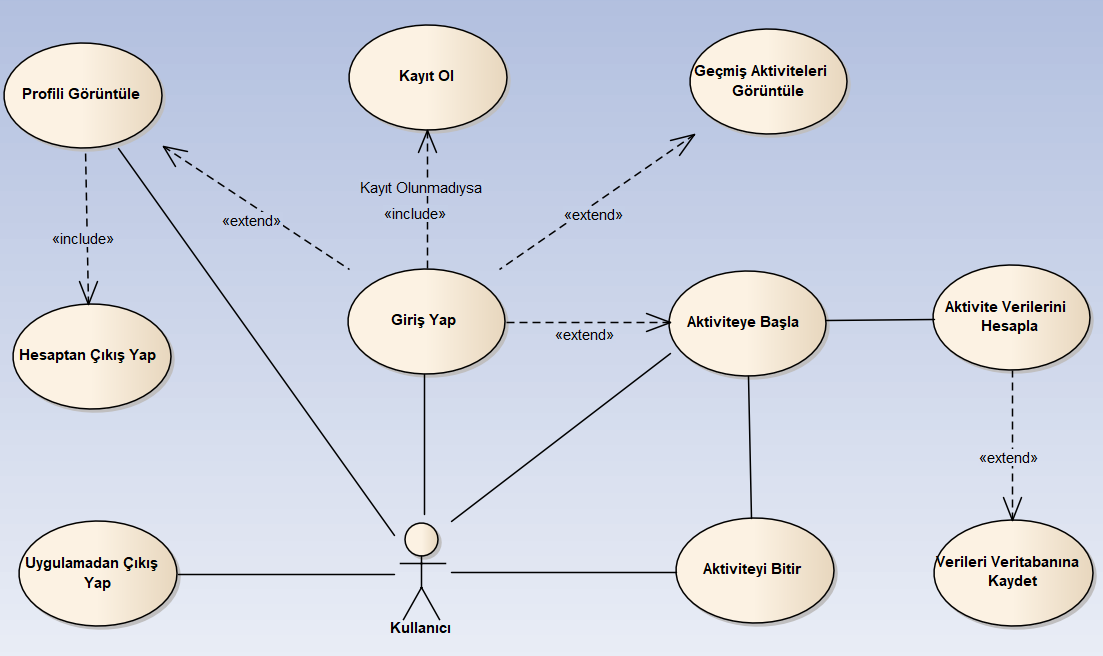 Kayıt Ol
Geçmiş Aktiviteleri
Görüntüle
Profili Görüntüle
Kayıt Olunmadıysa
«include»
«extend»
«extend»
«include»
Giriş Yap
«extend»
Aktiviteye Başla
Aktivite Verilerini
Hesapla
Hesaptan Çıkış Yap
«extend»
Uygulamadan Çıkış
Yap
Kullanıcı
Aktiviteyi Bitir
Verileri Veritabanına
Kaydet